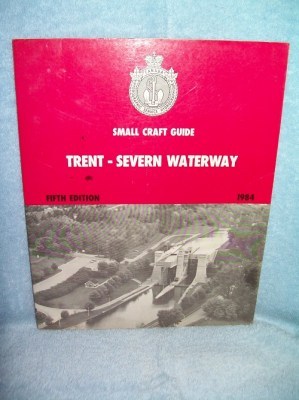 SMALL CRAFT GUIDE
TRENT - SEVERN WATERWAY
FIFTH EDITION 1984